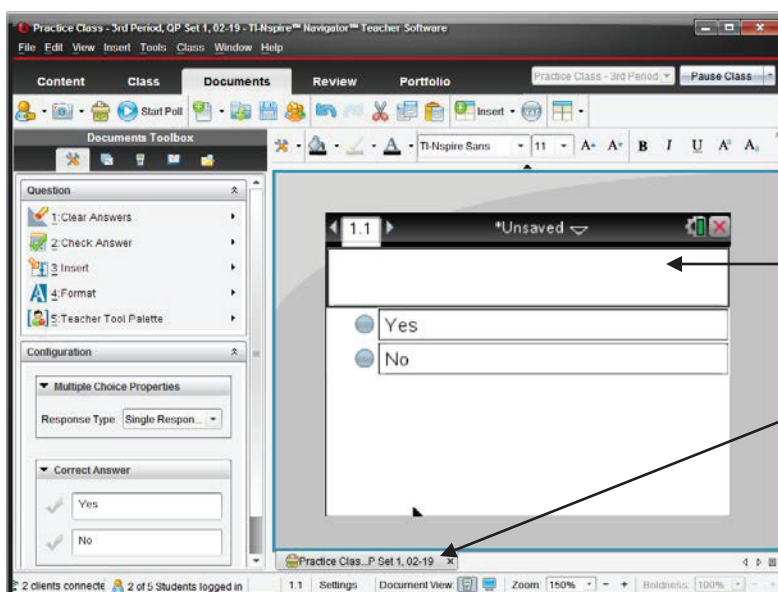 Practice Class - 3rd Period, QP Set 1, 02-19 - TI-Nspire™ Navigator™ Teacher Software
File Edit View Insert Tools Class Window Help
Content Class Documents Review Portfolio Practice Class - 3rd Period Pause Class
Start Poll Insert
Documents Toolbox
TI-Nspire Sans 11 A A B I U A A
Question
1:Clear Answers
2:Check Answer
3:Insert
4:Format
5:Teacher Tool Palette
Configuration
Multiple Choice Properties
Response Type: Single Respon...
Correct Answer
Yes
No
1.1 *Unsaved
Yes
No
Practice Clas...P Set 1, 02-19
2 clients connecte 2 of 5 Students logged in 1.1 Settings Document View: Zoom: 150% - + Boldness: 100% - +